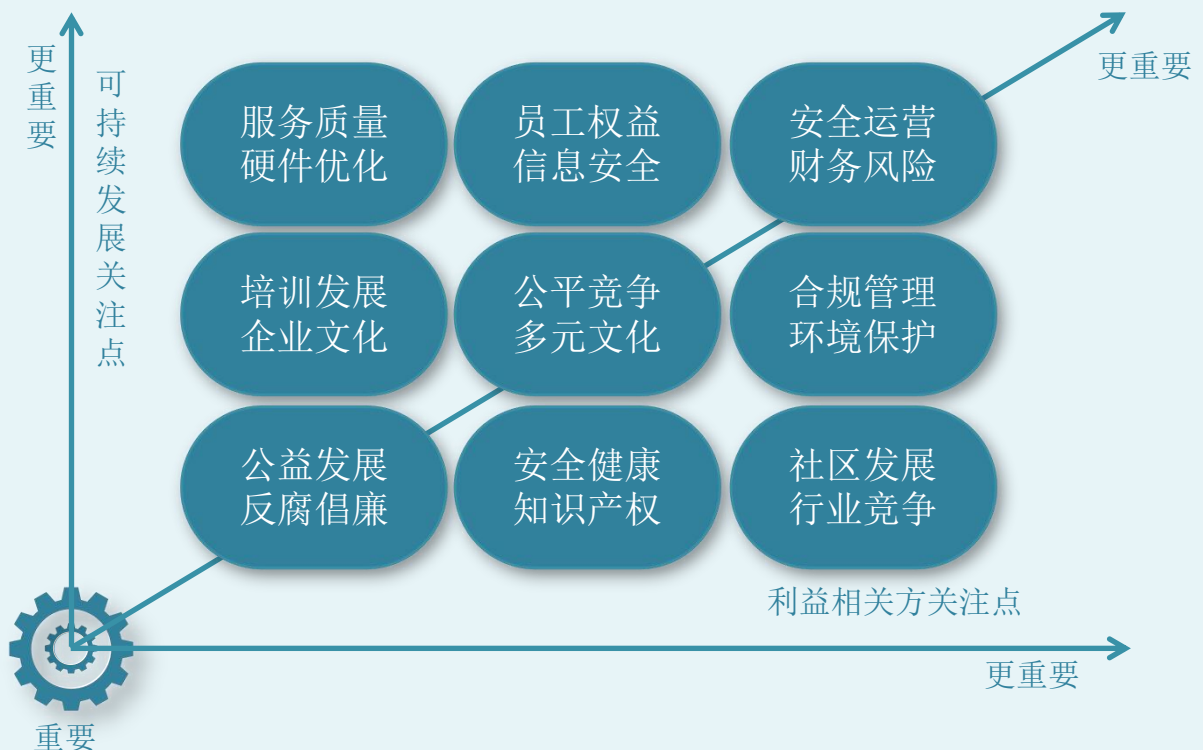 更重要
可持续发展关注点
更重要
服务质量
硬件优化
员工权益
信息安全
安全运营
财务风险
培训发展
企业文化
公平竞争
多元文化
合规管理
环境保护
公益发展
反腐倡廉
安全健康
知识产权
社区发展
行业竞争
利益相关方关注点
更重要
重要